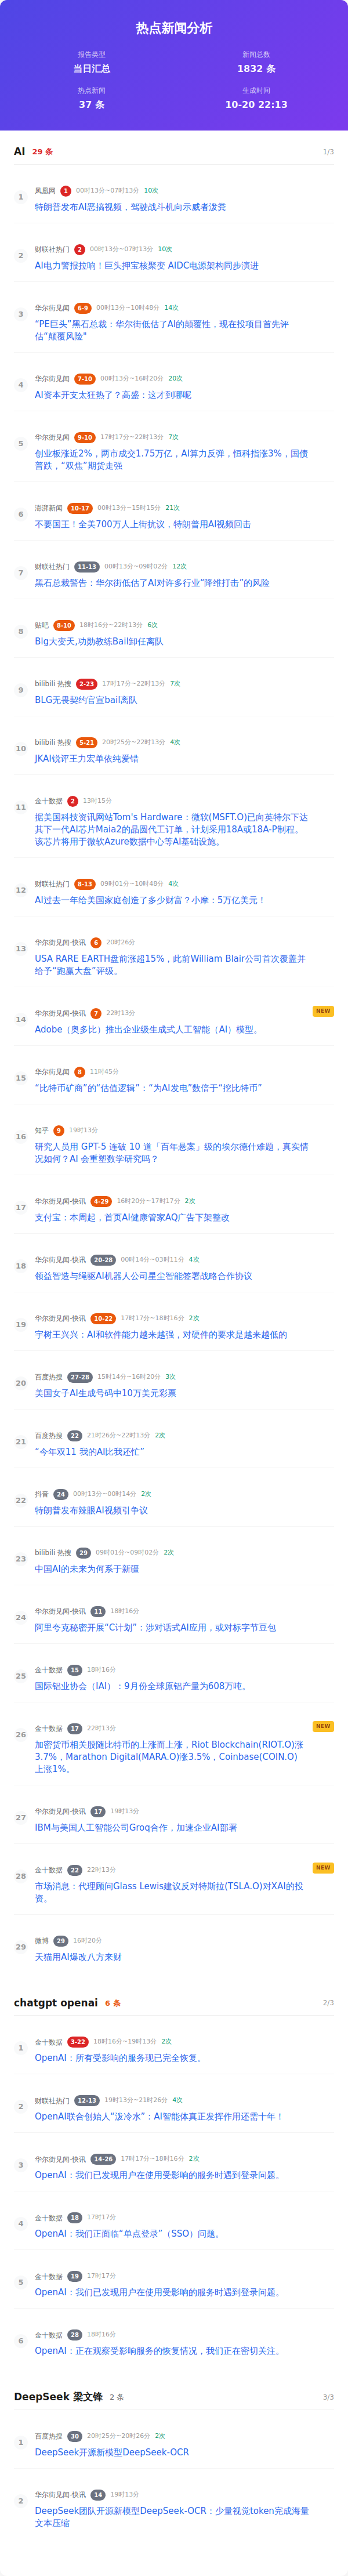 热点新闻分析
报告类型
新闻总数
当日汇总
1832 条
热点新闻
生成时间
37 条
10-20 22:13
AI 29 条 1/3
1
凤凰网 1 00时13分~07时13分 10次
特朗普发布AI恶搞视频，驾驶战斗机向示威者泼粪
2
财联社热门 2 00时13分~07时13分 10次
AI电力警报拉响！巨头押宝核聚变 AIDC电源架构同步演进
3
华尔街见闻 6-9 00时13分~10时48分 14次
“PE巨头”黑石总裁：华尔街低估了AI的颠覆性，现在投项目首先评
估“颠覆风险”
4
华尔街见闻 7-10 00时13分~16时20分 20次
AI资本开支太狂热了？高盛：这才到哪呢
5
华尔街见闻 9-10 17时17分~22时13分 7次
创业板涨近2%，两市成交1.75万亿，AI算力反弹，恒科指涨3%，国债
普跌，“双焦”期货走强
6
澎湃新闻 10-17 00时13分~15时15分 21次
不要国王！全美700万人上街抗议，特朗普用AI视频回击
7
财联社热门 11-13 00时13分~09时02分 12次
黑石总裁警告：华尔街低估了AI对许多行业“降维打击”的风险
8
贴吧 8-10 18时16分~22时13分 6次
Blg大变天,功勋教练Bail卸任离队
9
bilibili 热搜 2-23 17时17分~22时13分 7次
BLG无畏契约官宣bail离队
10
bilibili 热搜 5-21 20时25分~22时13分 4次
JKAI锐评王力宏单依纯爱错
11
金十数据 2 13时15分
据美国科技资讯网站Tom's Hardware：微软(MSFT.O)已向英特尔下达
其下一代AI芯片Maia2的晶圆代工订单，计划采用18A或18A-P制程。
该芯片将用于微软Azure数据中心等AI基础设施。
12
财联社热门 8-13 09时01分~10时48分 4次
AI过去一年给美国家庭创造了多少财富？小摩：5万亿美元！
13
华尔街见闻-快讯 6 20时26分
USA RARE EARTH盘前涨超15%，此前William Blair公司首次覆盖并
给予“跑赢大盘”评级。
14
华尔街见闻-快讯 7 22时13分 NEW
Adobe（奥多比）推出企业级生成式人工智能（AI）模型。
15
华尔街见闻 8 11时45分
“比特币矿商”的“估值逻辑”：“为AI发电”数倍于“挖比特币”
16
知乎 9 19时13分
研究人员用 GPT-5 连破 10 道「百年悬案」级的埃尔德什难题，真实情
况如何？AI 会重塑数学研究吗？
17
华尔街见闻-快讯 4-29 16时20分~17时17分 2次
支付宝：本周起，首页AI健康管家AQ广告下架整改
18
华尔街见闻-快讯 20-28 00时14分~03时11分 4次
领益智造与绳驱AI机器人公司星尘智能签署战略合作协议
19
华尔街见闻-快讯 10-22 17时17分~18时16分 2次
宇树王兴兴：AI和软件能力越来越强，对硬件的要求是越来越低的
20
百度热搜 27-28 15时14分~16时20分 3次
美国女子AI生成号码中10万美元彩票
21
百度热搜 22 21时26分~22时13分 2次
“今年双11 我的AI比我还忙”
22
抖音 24 00时13分~00时14分 2次
特朗普发布辣眼AI视频引争议
23
bilibili 热搜 29 09时01分~09时02分 2次
中国AI的未来为何系于新疆
24
华尔街见闻-快讯 11 18时16分
阿里夸克秘密开展“C计划”：涉对话式AI应用，或对标字节豆包
25
金十数据 15 18时16分
国际铝业协会（IAI）：9月份全球原铝产量为608万吨。
26
金十数据 17 22时13分 NEW
加密货币相关股随比特币的上涨而上涨，Riot Blockchain(RIOT.O)涨
3.7%，Marathon Digital(MARA.O)涨3.5%，Coinbase(COIN.O)
上涨1%。
27
华尔街见闻-快讯 17 19时13分
IBM与美国人工智能公司Groq合作，加速企业AI部署
28
金十数据 22 22时13分 NEW
市场消息：代理顾问Glass Lewis建议反对特斯拉(TSLA.O)对XAI的投
资。
29
微博 29 16时20分
天猫用AI爆改八方来财
chatgpt openai 6 条 2/3
1
金十数据 3-22 18时16分~19时13分 2次
OpenAI：所有受影响的服务现已完全恢复。
2
财联社热门 12-13 19时13分~21时26分 4次
OpenAI联合创始人“泼冷水”：AI智能体真正发挥作用还需十年！
3
华尔街见闻-快讯 14-26 17时17分~18时16分 2次
OpenAI：我们已发现用户在使用受影响的服务时遇到登录问题。
4
金十数据 18 17时17分
OpenAI：我们正面临“单点登录”（SSO）问题。
5
金十数据 19 17时17分
OpenAI：我们已发现用户在使用受影响的服务时遇到登录问题。
6
金十数据 28 18时16分
OpenAI：正在观察受影响服务的恢复情况，我们正在密切关注。
DeepSeek 梁文锋 2 条 3/3
1
百度热搜 30 20时25分~20时26分 2次
DeepSeek开源新模型DeepSeek-OCR
2
华尔街见闻-快讯 14 19时13分
DeepSeek团队开源新模型DeepSeek-OCR：少量视觉token完成海量
文本压缩